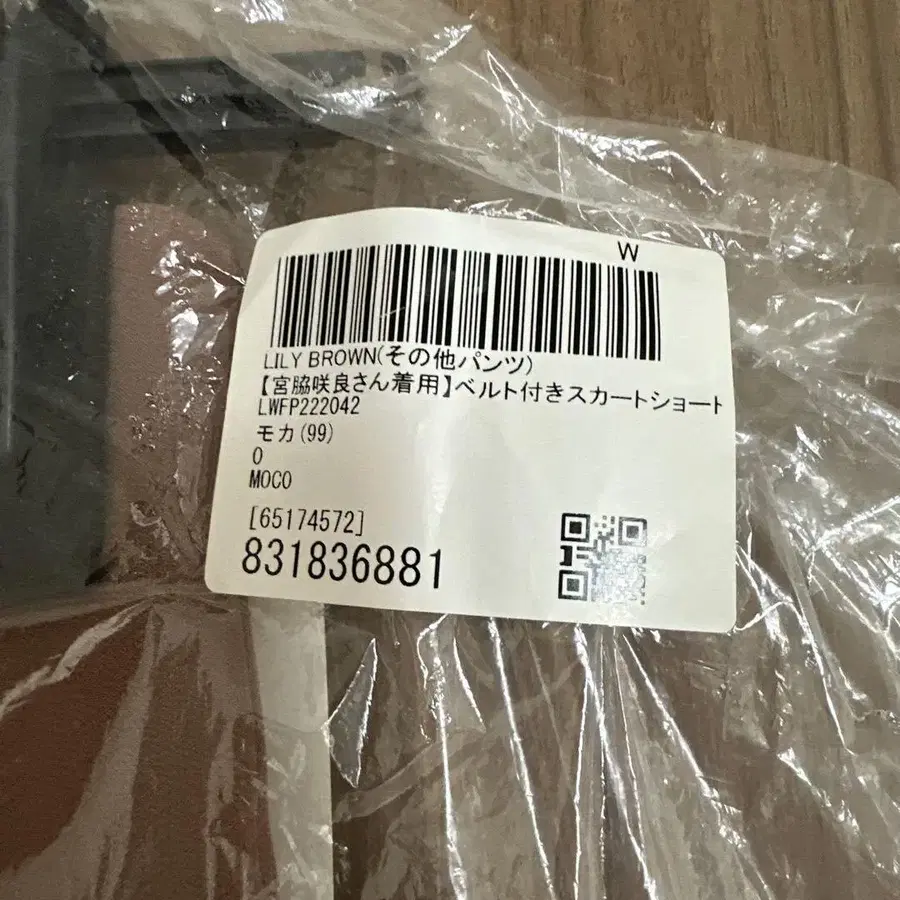 W
LILY BROWN(その他パンツ)
【宮脇咲良さん着用】ベルト付きスカートショート
LWFP222042
モカ(99)
0
MOCO
[65174572]
831836881